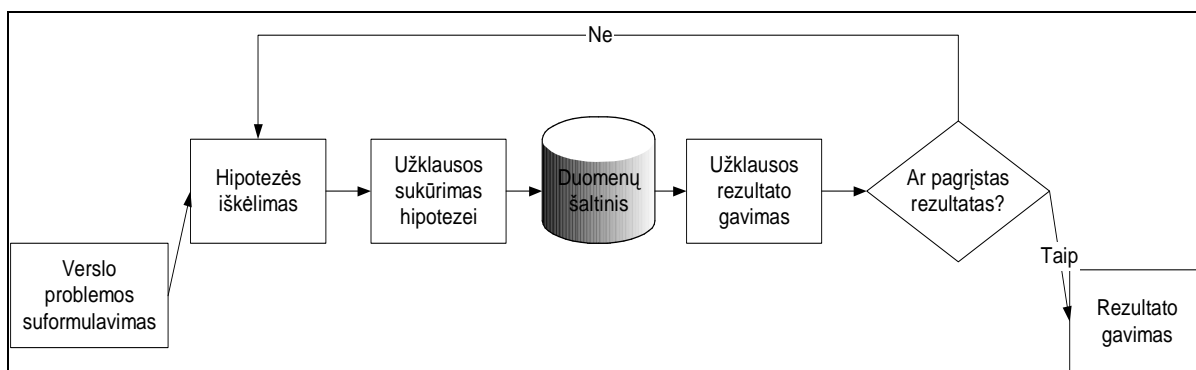 Ne
Hipotezės
iškėlimas
Užklausos
sukūrimas
hipotezei
Duomenų
šaltinis
Užklausos
rezultato
gavimas
Ar pagrįstas
rezultatas?
Taip
Verslo
problemos
suformulavimas
Rezultato
gavimas